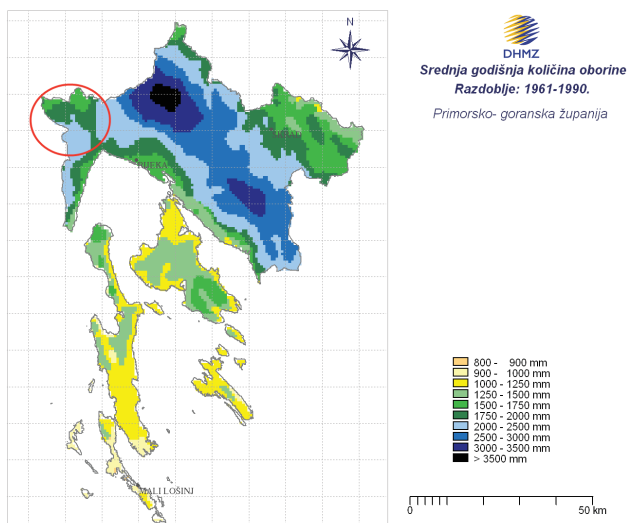 N
DHMZ
Srednja godišnja količina oborine
Razdoblje: 1961-1990.
Primorsko- goranska županija
RIJEKA
MALI LOŠINJ
800 - 900 mm
900 - 1000 mm
1000 - 1250 mm
1250 - 1500 mm
1500 - 1750 mm
1750 - 2000 mm
2000 - 2500 mm
2500 - 3000 mm
3000 - 3500 mm
> 3500 mm
0
50 km